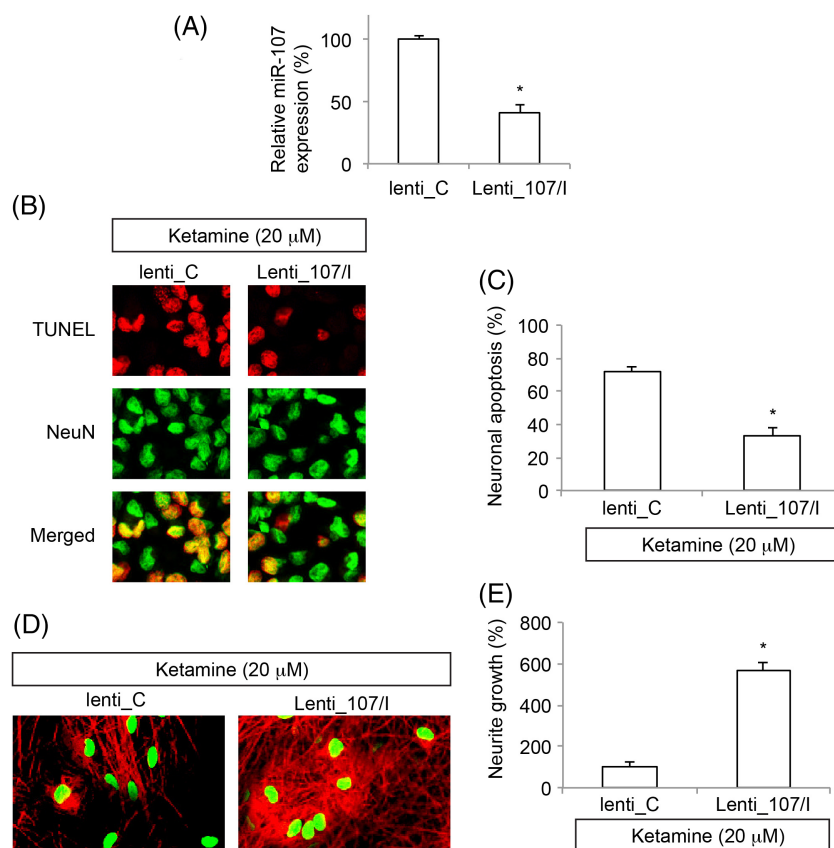 (A)
Relative miR-107
expression (%)
100
50
0
*
lenti_C
Lenti_107/I
(B)
Ketamine (20 μM)
lenti_C
Lenti_107/I
TUNEL
NeuN
Merged
(C)
Neuronal apoptosis (%)
100
80
60
40
20
0
*
lenti_C
Lenti_107/I
Ketamine (20 μM)
(D)
Ketamine (20 μM)
lenti_C
Lenti_107/I
(E)
Neurite growth (%)
800
600
400
200
0
*
lenti_C
Lenti_107/I
Ketamine (20 μM)